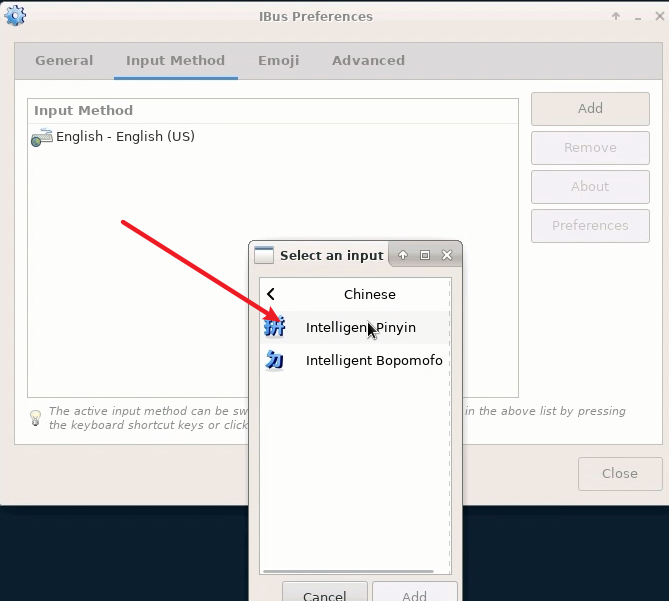 IBus Preferences
General Input Method Emoji Advanced
Input Method
English - English (US)
Add
Remove
About
Preferences
Select an input
Chinese
拼 Intelligent Pinyin
勹 Intelligent Bopomofo
The active input method can be sw
in the above list by pressing
the keyboard shortcut keys or click
Close
Cancel Add